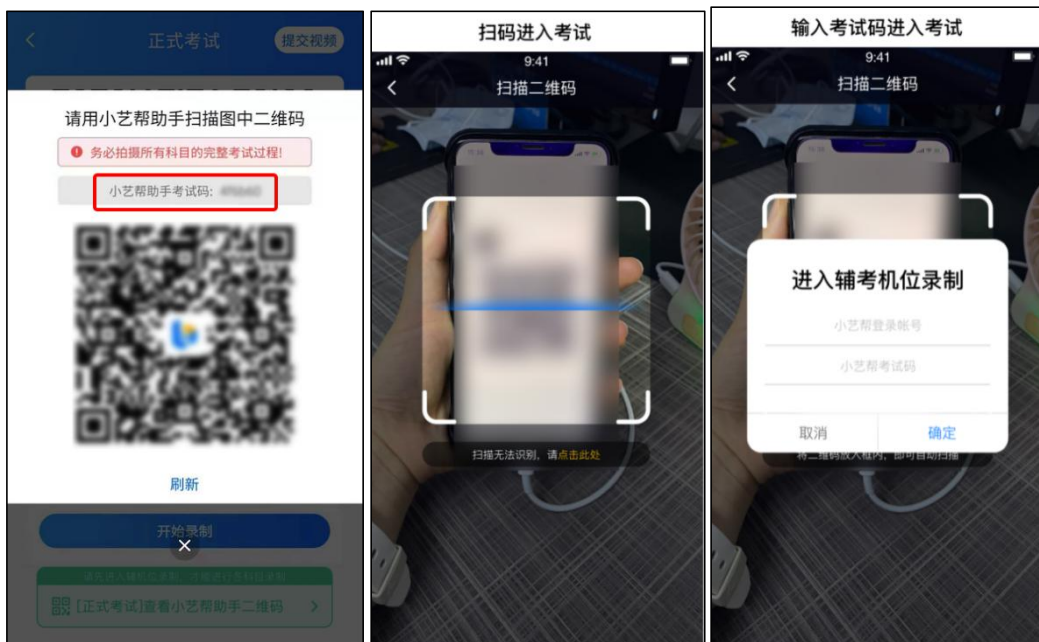 正式考试
提交视频
请用小艺帮助手扫描图中二维码
务必拍摄所有科目的完整考试过程!
小艺帮助手考试码:
刷新
开始录制
[正式考试]查看小艺帮助手二维码
扫码进入考试
9:41
扫描二维码
扫描无法识别，请点击此处
输入考试码进入考试
9:41
扫描二维码
进入辅考机位录制
小艺帮登录帐号
小艺帮考试码
取消
确定
将二维码放入框内，即可自动扫描